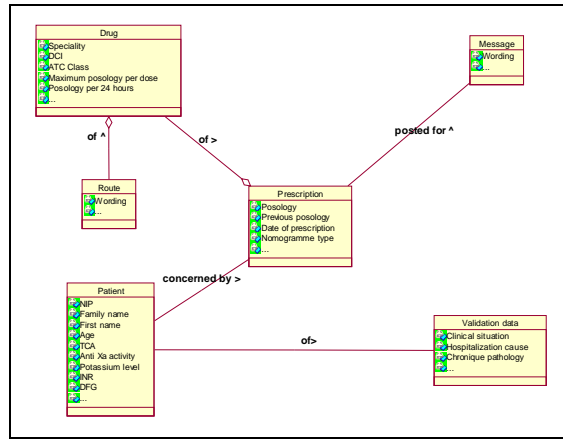 Drug
Speciality
DCI
ATC Class
Maximum posology per dose
Posology per 24 hours
...
Message
Wording
...
of ^
of >
posted for ^
Route
Wording
...
Prescription
Posology
Previous posology
Date of prescription
Nomogramme type
...
concerned by >
Patient
NIP
Family name
First name
Age
TCA
Anti Xa activity
Potassium level
INR
DFG
...
of>
Validation data
Clinical situation
Hospitalization cause
Chronique pathology
...